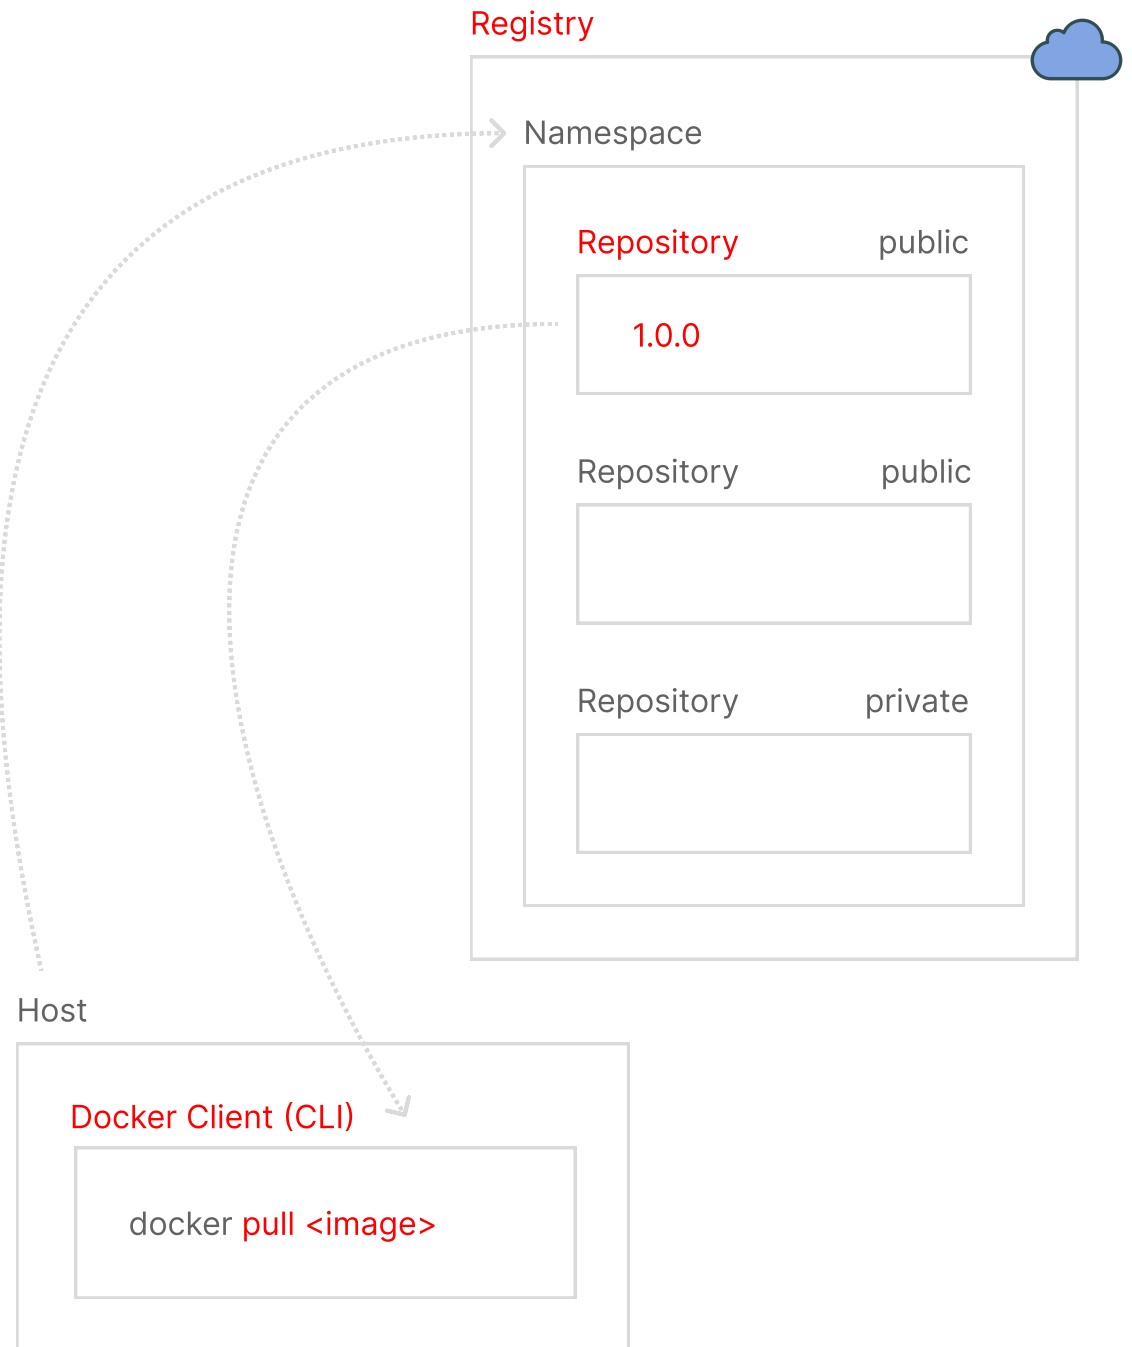 Registry
Namespace
Repository public
1.0.0
Repository public
Repository private
Host
Docker Client (CLI)
docker pull <image>